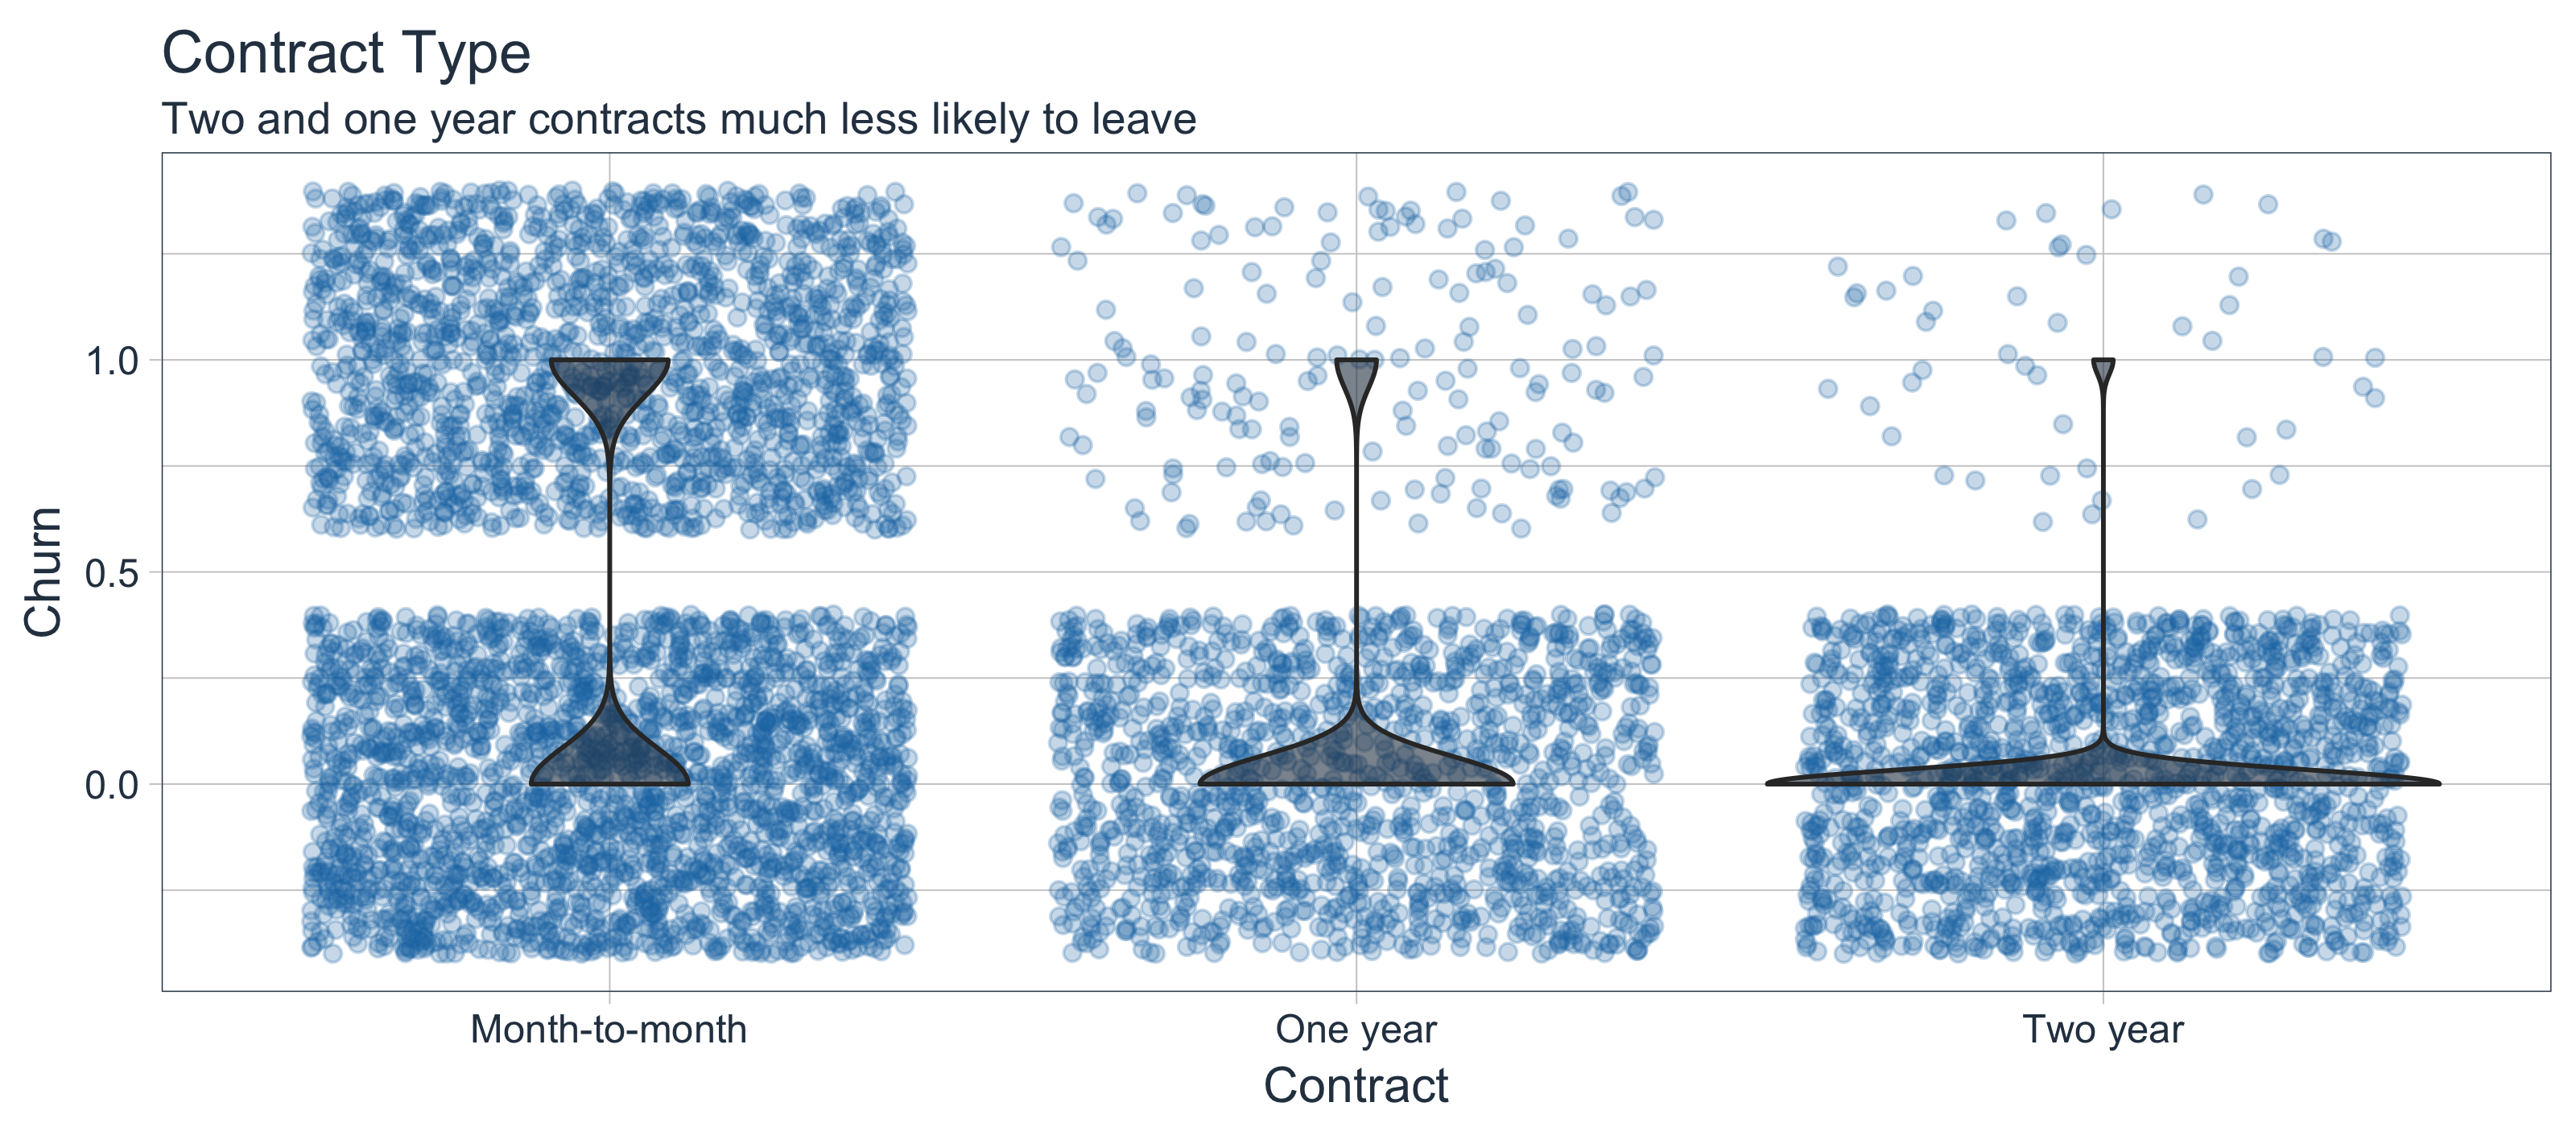 Contract Type
Two and one year contracts much less likely to leave
Churn
1.0
0.5
0.0
Month-to-month
One year
Two year
Contract